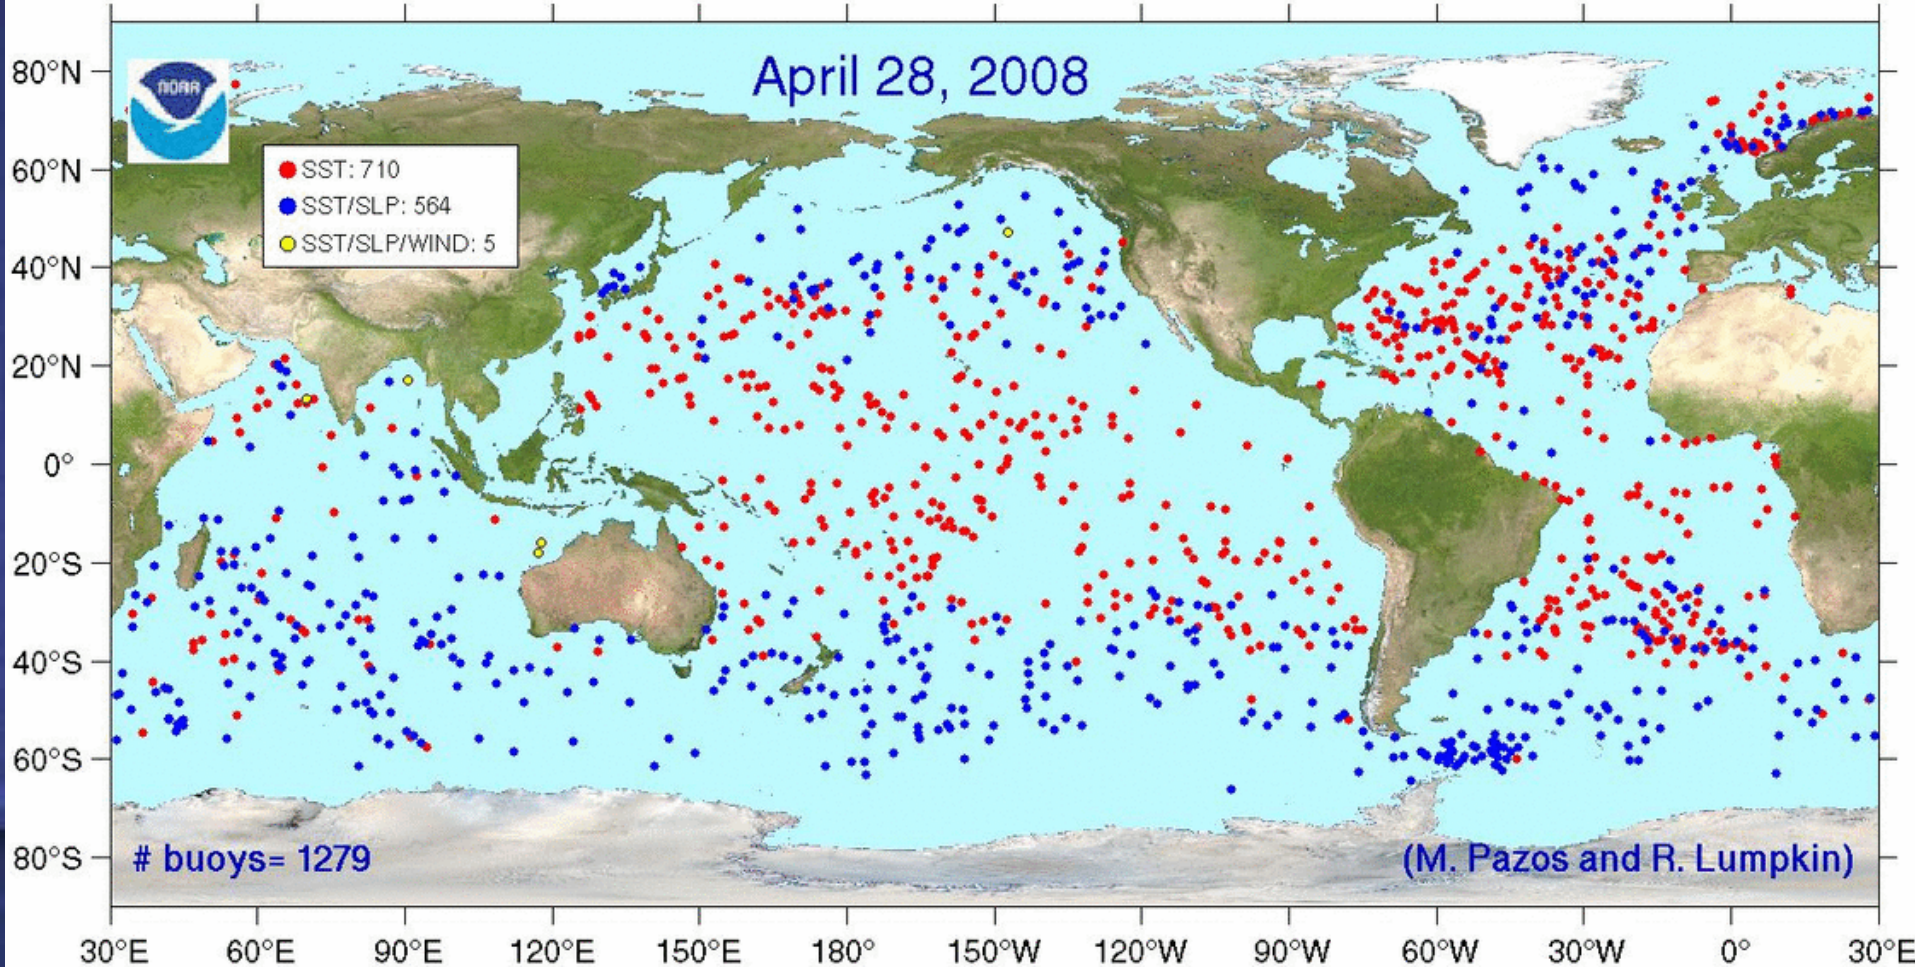 April 28, 2008
NOAA
SST: 710
SST/SLP: 564
SST/SLP/WIND: 5
80°N
60°N
40°N
20°N
0°
20°S
40°S
60°S
80°S
# buoys= 1279
(M. Pazos and R. Lumpkin)
30°E
60°E
90°E
120°E
150°E
180°
150°W
120°W
90°W
60°W
30°W
0°
30°E